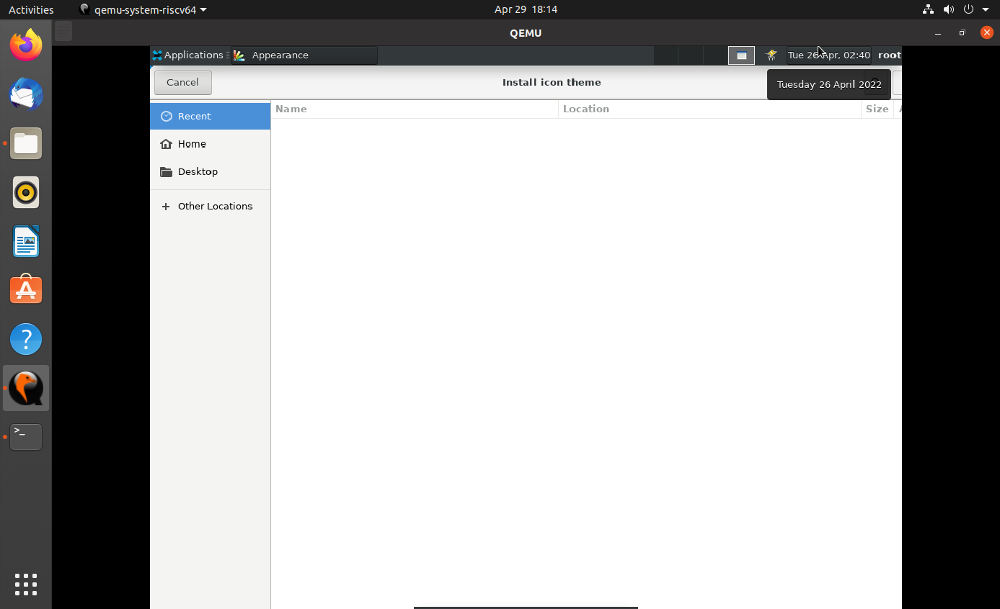 Activities
qemu-system-riscv64
Apr 29 18:14
QEMU
Applications
Appearance
Tue 26 Apr, 02:40
root
Cancel
Install icon theme
Tuesday 26 April 2022
Recent
Name
Location
Size
Home
Desktop
+ Other Locations
?
>_